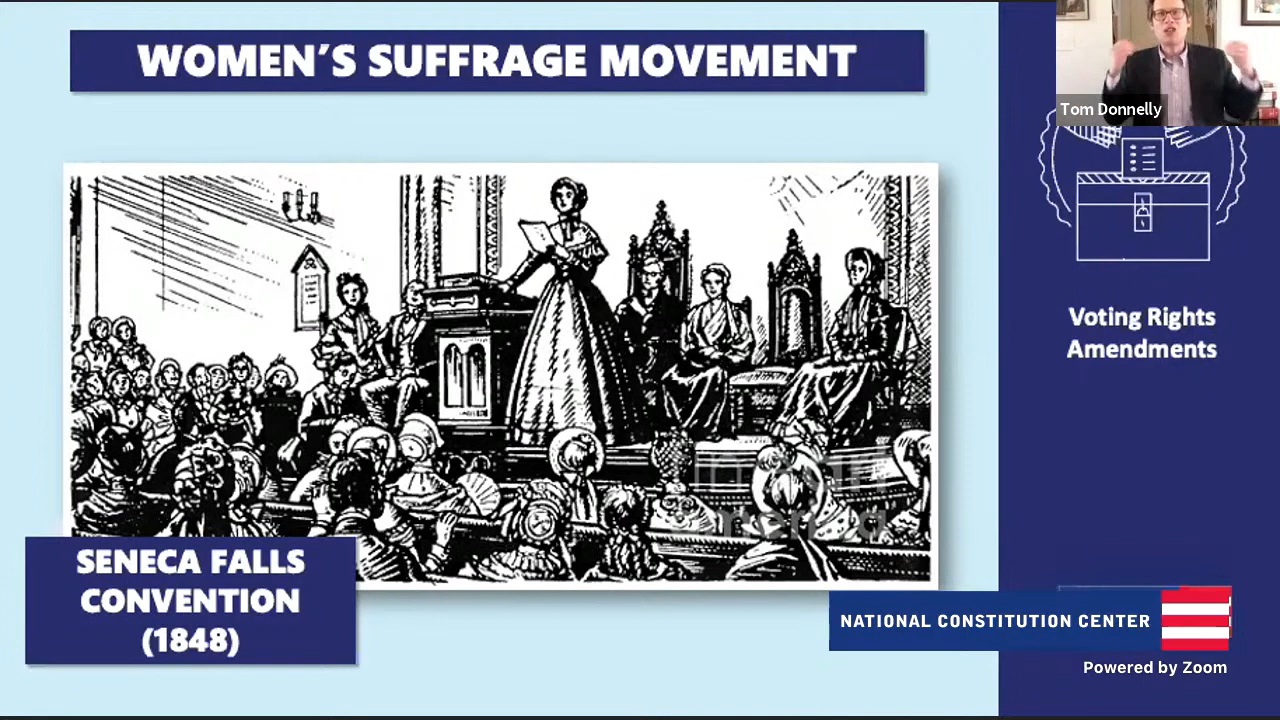 WOMEN'S SUFFRAGE MOVEMENT
Tom Donnelly
Voting Rights
Amendments
SENECA FALLS
CONVENTION
(1848)
NATIONAL CONSTITUTION CENTER
Powered by Zoom